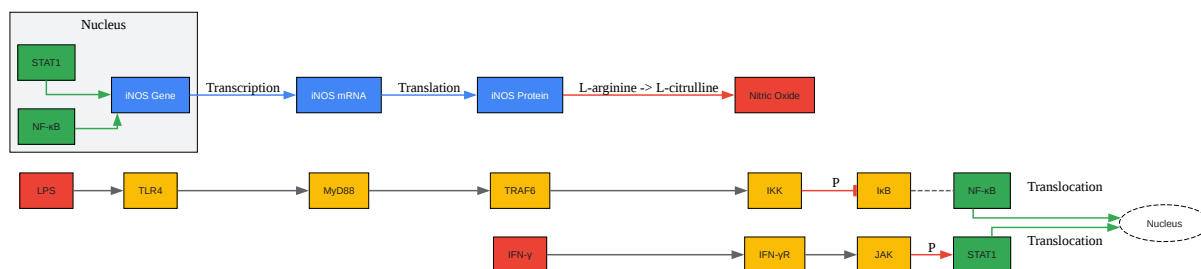 Nucleus
STAT1
iNOS Gene
Transcription
iNOS mRNA
Translation
iNOS Protein
L-arginine -> L-citrulline
Nitric Oxide
NF-κB
LPS
TLR4
MyD88
TRAF6
IKK
P
IκB
NF-κB
Translocation
Nucleus
IFN-γ
IFN-γR
JAK
P
STAT1
Translocation